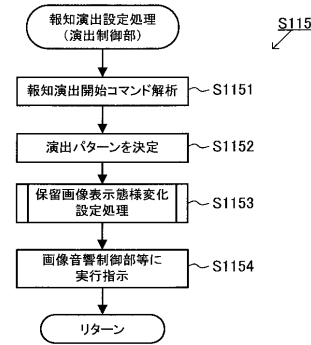 報知演出設定処理
(演出制御部)
S115
報知演出開始コマンド解析
S1151
演出パターンを決定
S1152
保留画像表示態様変化
設定処理
S1153
画像音響制御部等に
実行指示
S1154
リターン